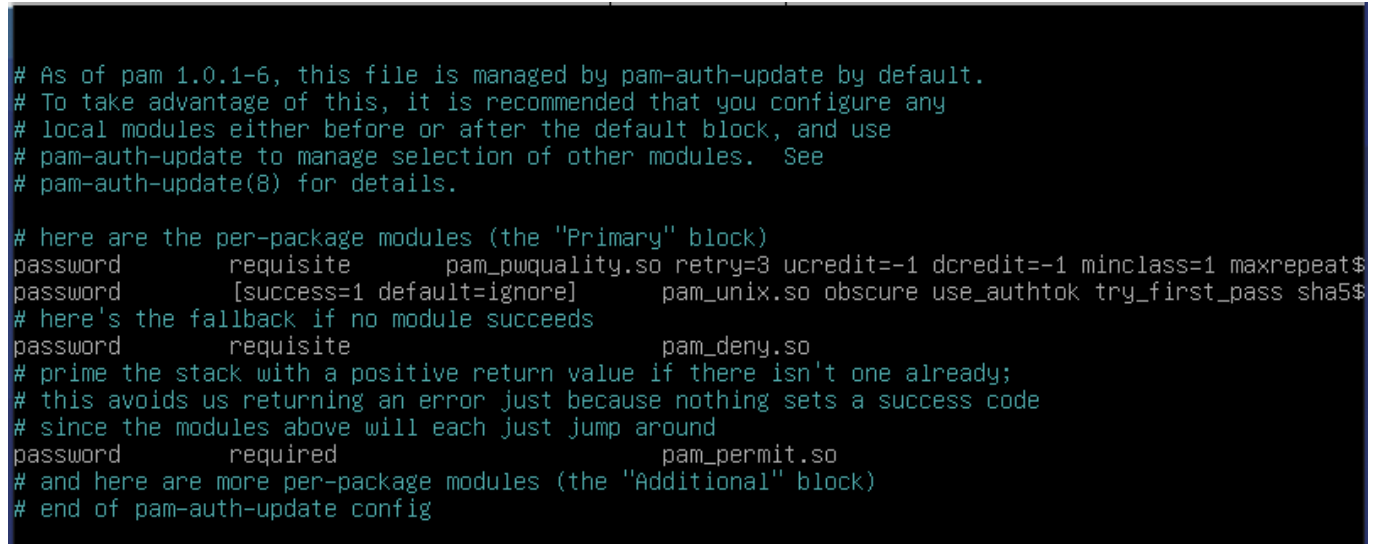 # As of pam 1.0.1-6, this file is managed by pam-auth-update by default.
# To take advantage of this, it is recommended that you configure any
# local modules either before or after the default block, and use
# pam-auth-update to manage selection of other modules.  See
# pam-auth-update(8) for details.
# here are the per-package modules (the "Primary" block)
password        requisite       pam_pwquality.so retry=3 ucredit=-1 dcredit=-1 minclass=1 maxrepeat$
password        [success=1 default=ignore]      pam_unix.so obscure use_authtok try_first_pass sha5$
# here's the fallback if no module succeeds
password        requisite                       pam_deny.so
# prime the stack with a positive return value if there isn't one already;
# this avoids us returning an error just because nothing sets a success code
# since the modules above will each just jump around
password        required                        pam_permit.so
# and here are more per-package modules (the "Additional" block)
# end of pam-auth-update config